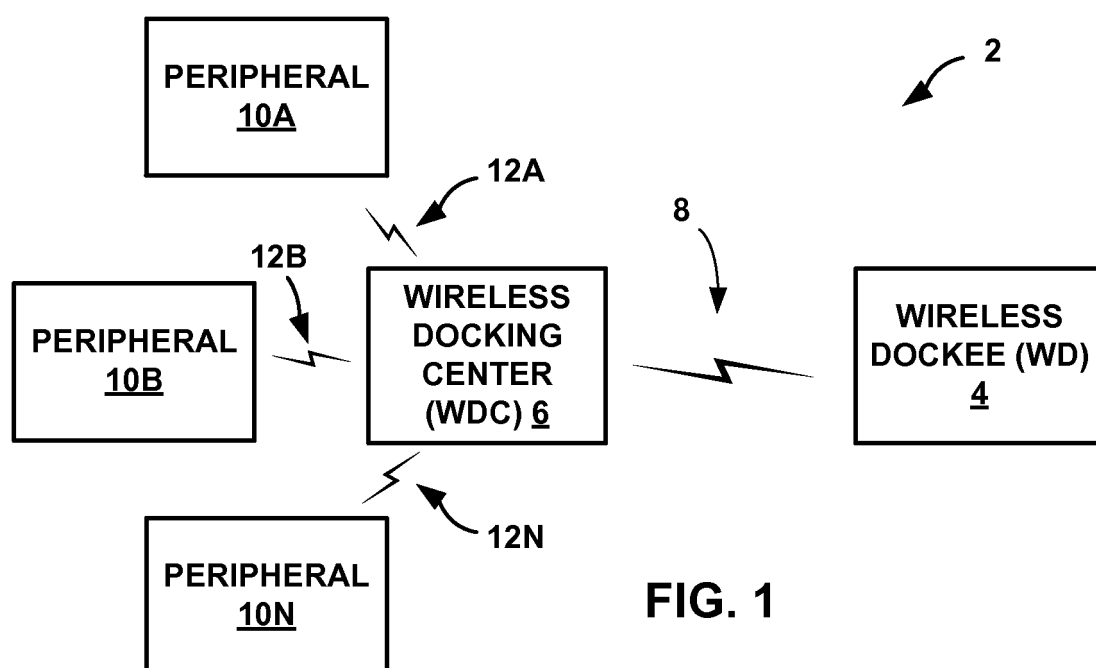 2
PERIPHERAL
10A
12A
8
12B
WIRELESS
DOCKING
CENTER
(WDC) 6
WIRELESS
DOCKEE (WD)
4
PERIPHERAL
10B
12N
PERIPHERAL
10N
FIG. 1